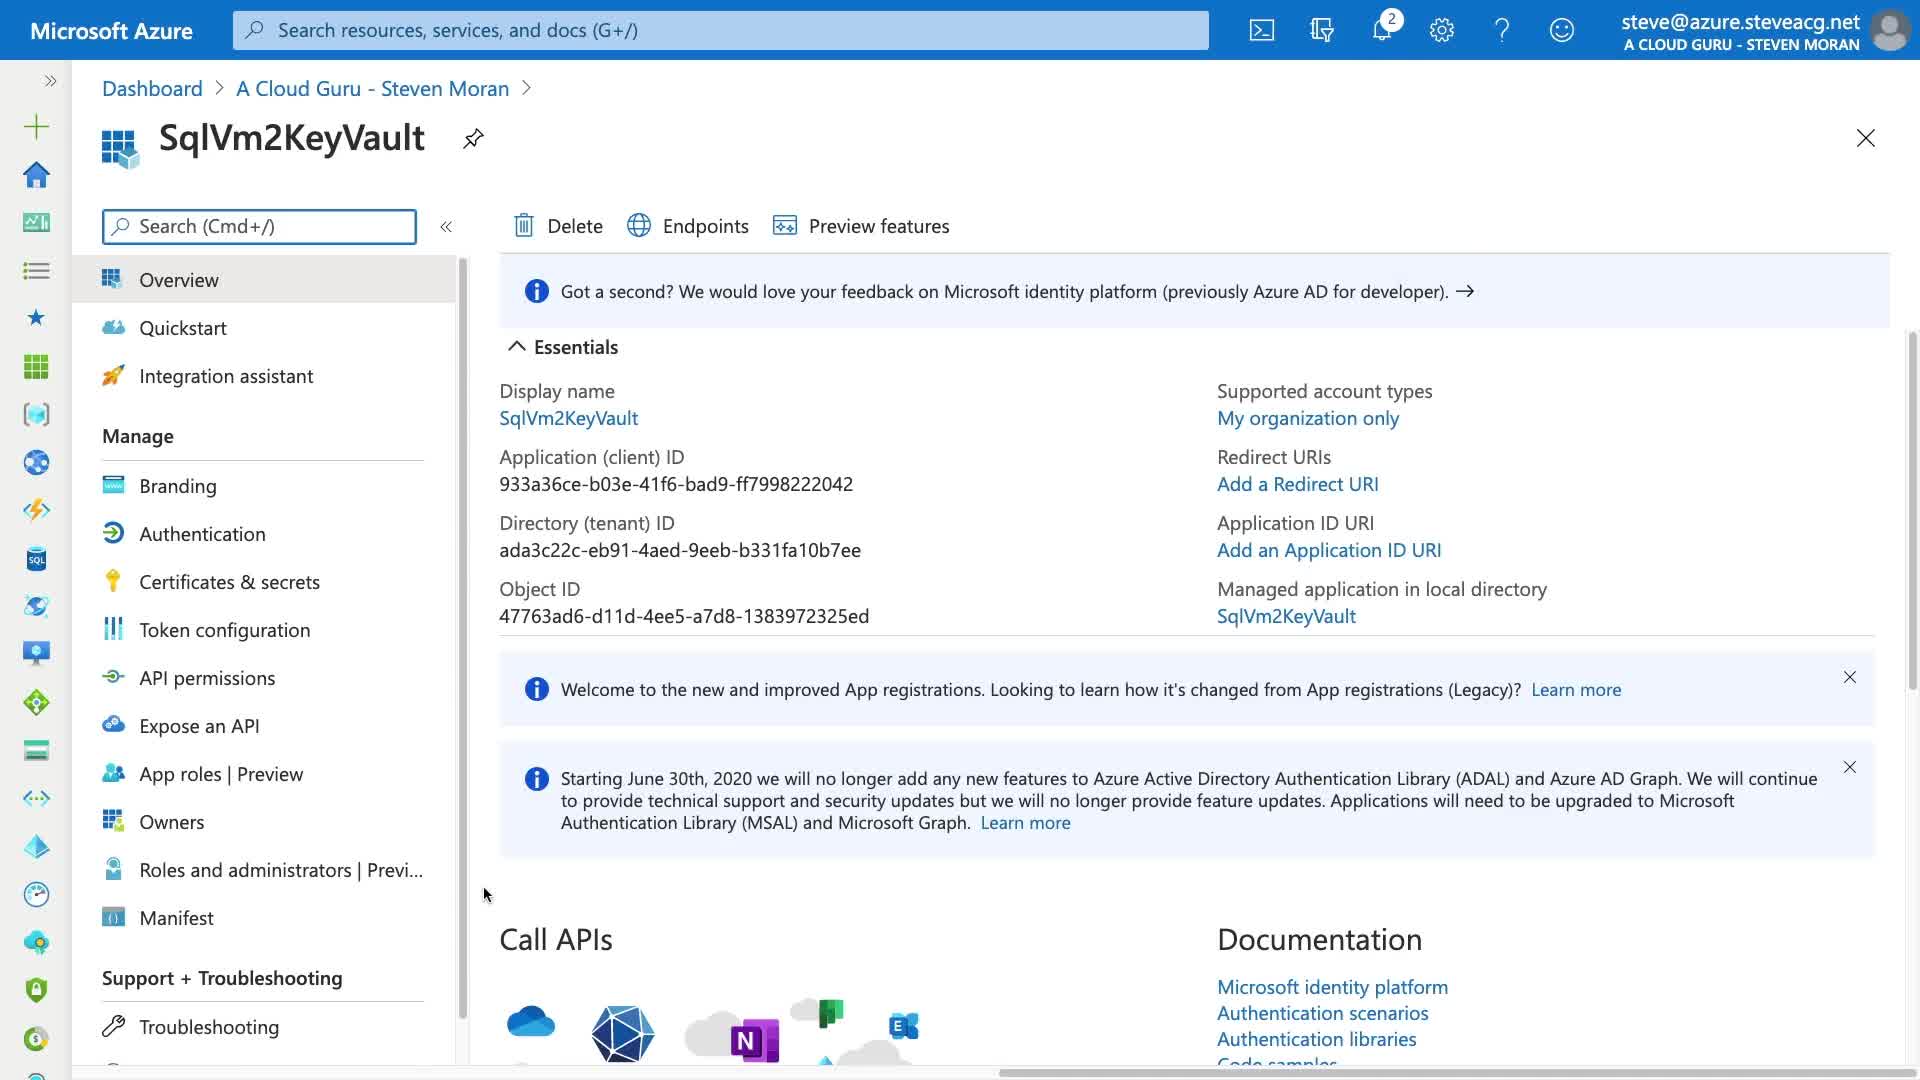 Microsoft Azure
Search resources, services, and docs (G+/)
2
steve@azure.steveacg.net
A CLOUD GURU - STEVEN MORAN
Dashboard > A Cloud Guru - Steven Moran >
SqlVm2KeyVault
Search (Cmd+/)
Overview
Quickstart
Integration assistant
Manage
Branding
Authentication
Certificates & secrets
Token configuration
API permissions
Expose an API
App roles | Preview
Owners
Roles and administrators | Previ...
Manifest
Support + Troubleshooting
Troubleshooting
Delete
Endpoints
Preview features
Got a second? We would love your feedback on Microsoft identity platform (previously Azure AD for developer). →
Essentials
Display name
SqlVm2KeyVault
Application (client) ID
933a36ce-b03e-41f6-bad9-ff7998222042
Directory (tenant) ID
ada3c22c-eb91-4aed-9eeb-b331fa10b7ee
Object ID
47763ad6-d11d-4ee5-a7d8-1383972325ed
Supported account types
My organization only
Redirect URIs
Add a Redirect URI
Application ID URI
Add an Application ID URI
Managed application in local directory
SqlVm2KeyVault
Welcome to the new and improved App registrations. Looking to learn how it's changed from App registrations (Legacy)? Learn more
Starting June 30th, 2020 we will no longer add any new features to Azure Active Directory Authentication Library (ADAL) and Azure AD Graph. We will continue
to provide technical support and security updates but we will no longer provide feature updates. Applications will need to be upgraded to Microsoft
Authentication Library (MSAL) and Microsoft Graph. Learn more
Call APIs
N
E
Documentation
Microsoft identity platform
Authentication scenarios
Authentication libraries
Code samples
SQL